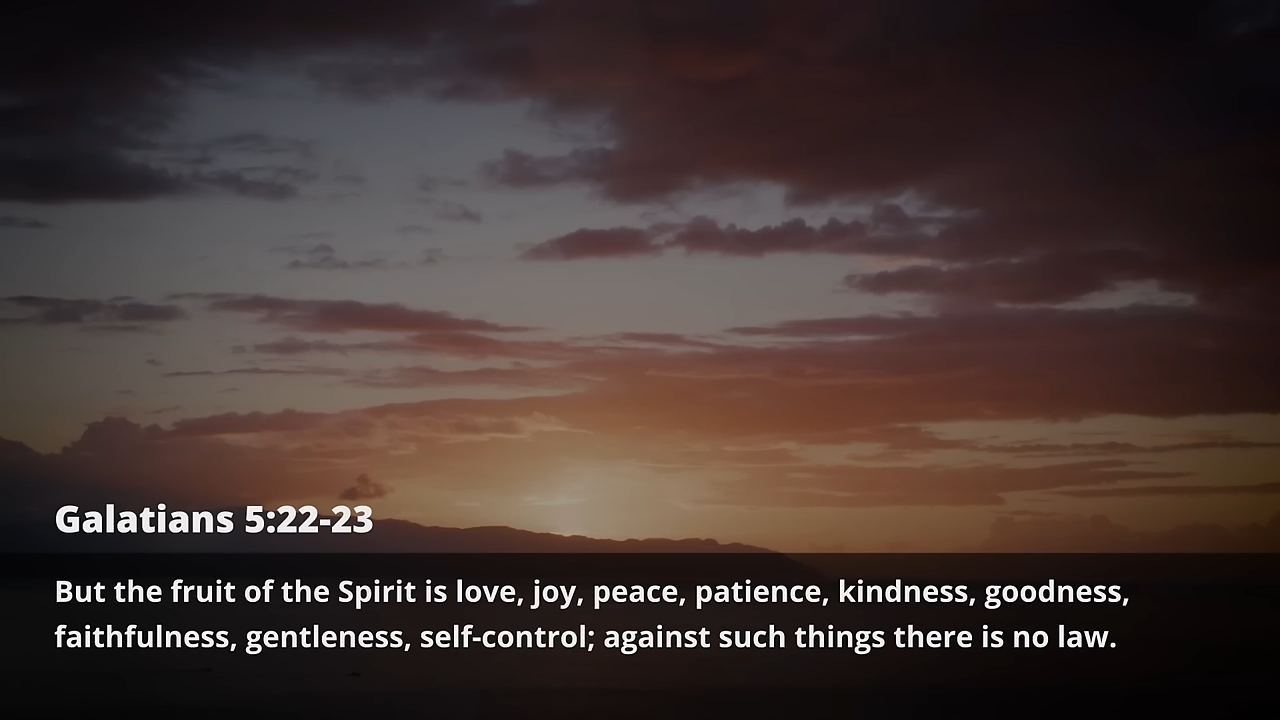 Galatians 5:22-23
But the fruit of the Spirit is love, joy, peace, patience, kindness, goodness,
faithfulness, gentleness, self-control; against such things there is no law.